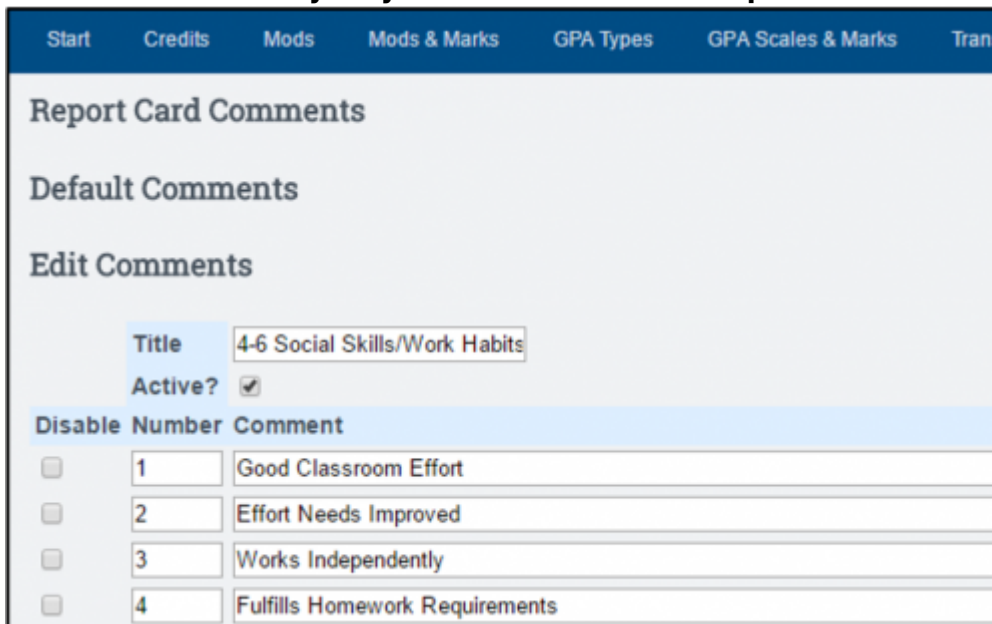 Start Credits Mods Mods & Marks GPA Types GPA Scales & Marks Tran
Report Card Comments
Default Comments
Edit Comments
Title 4-6 Social Skills/Work Habits
Active?
Disable Number Comment
1 Good Classroom Effort
2 Effort Needs Improved
3 Works Independently
4 Fulfills Homework Requirements